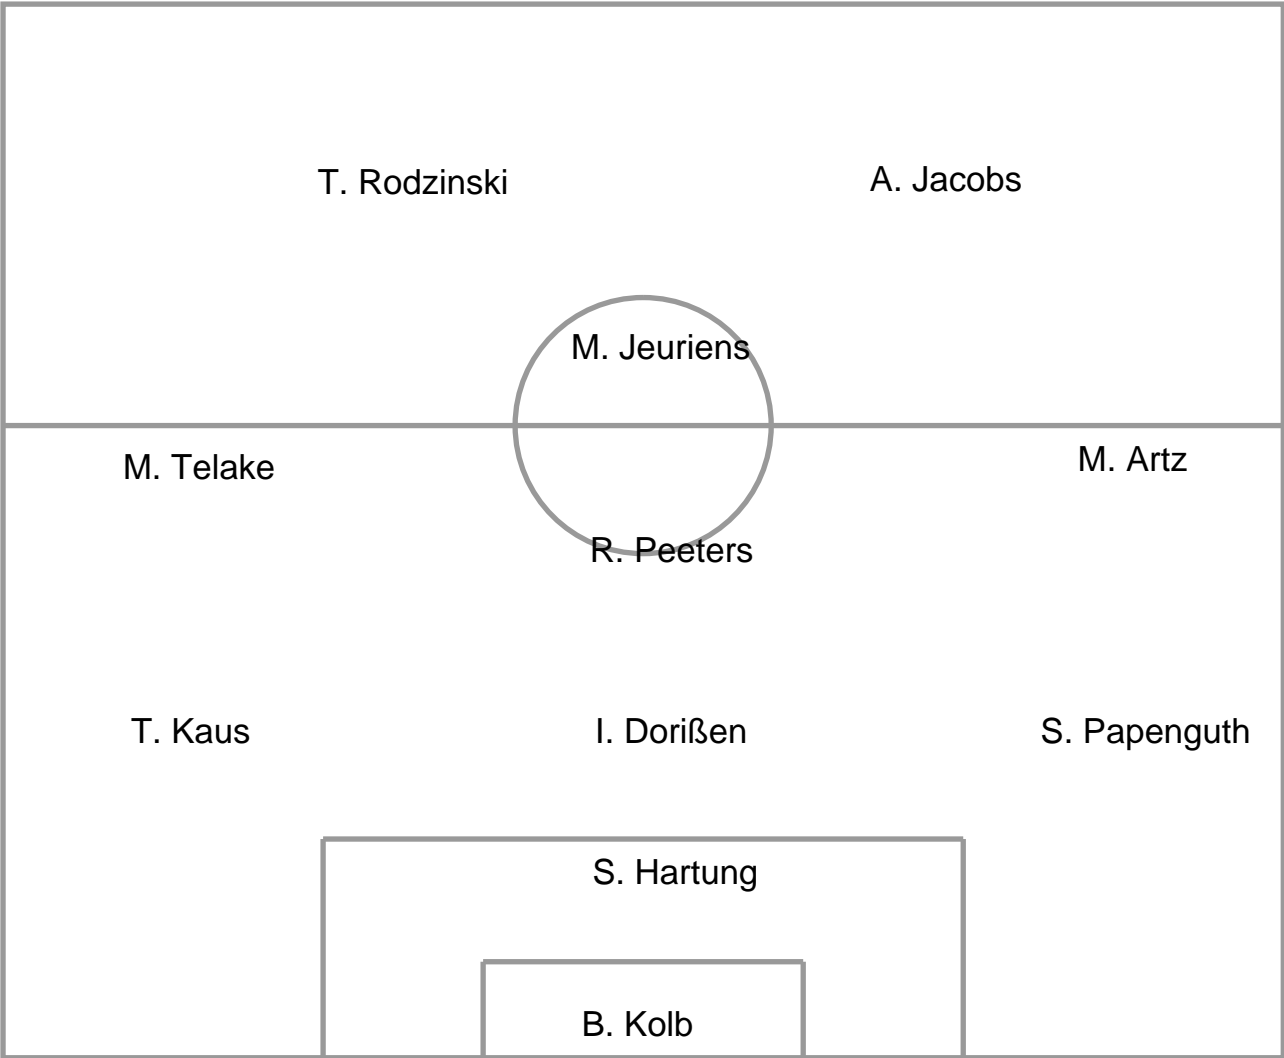 T. Rodzinski
A. Jacobs
M. Jeuriens
M. Telake
M. Artz
R. Peeters
T. Kaus
I. Dorißen
S. Papenguth
S. Hartung
B. Kolb